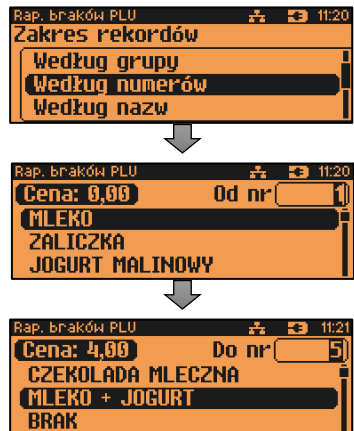 Rap. braków PLU 11:20
Zakres rekordów
Według grupy
Według numerów
Według nazw
Rap. braków PLU 11:20
Cena: 0,00 Od nr 1
MLEKO
ZALICZKA
JOGURT MALINOWY
Rap. braków PLU 11:21
Cena: 4,00 Do nr 5
CZEKOLADA MLECZNA
MLEKO + JOGURT
BRAK